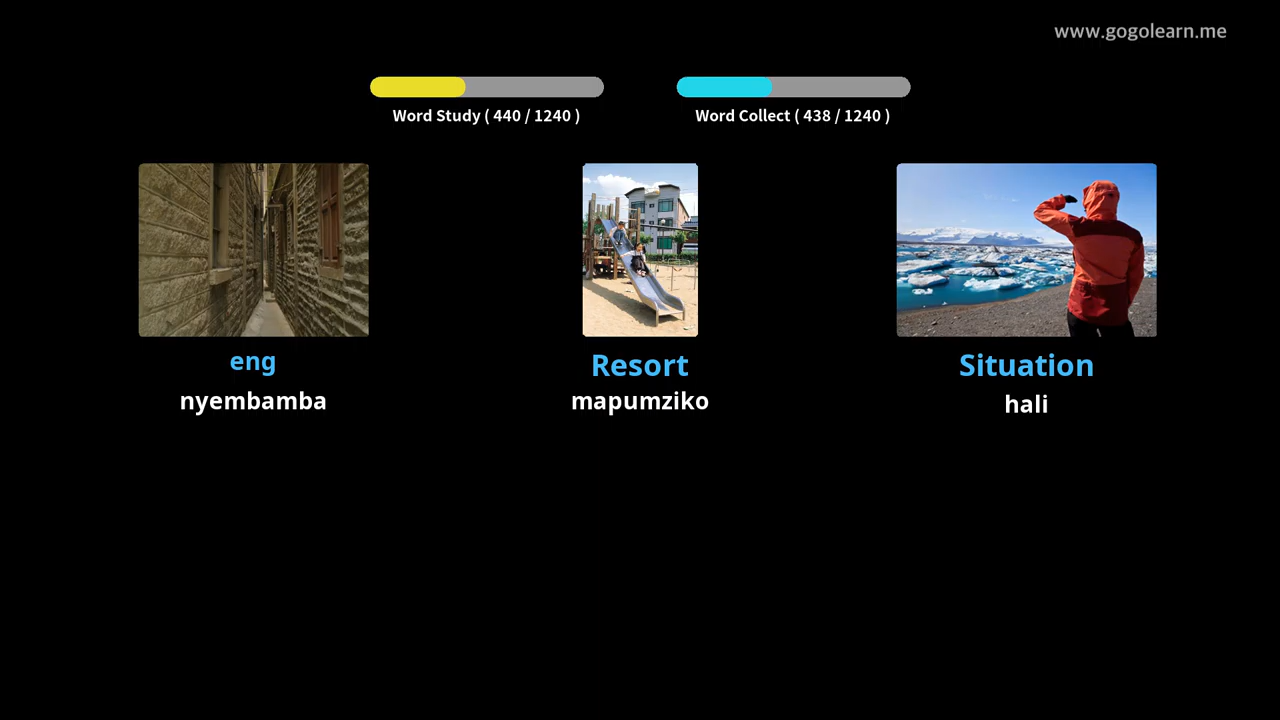 www.gogolearn.me
Word Study ( 440 / 1240 )
Word Collect ( 438 / 1240 )
eng
nyembamba
Resort
mapumziko
Situation
hali